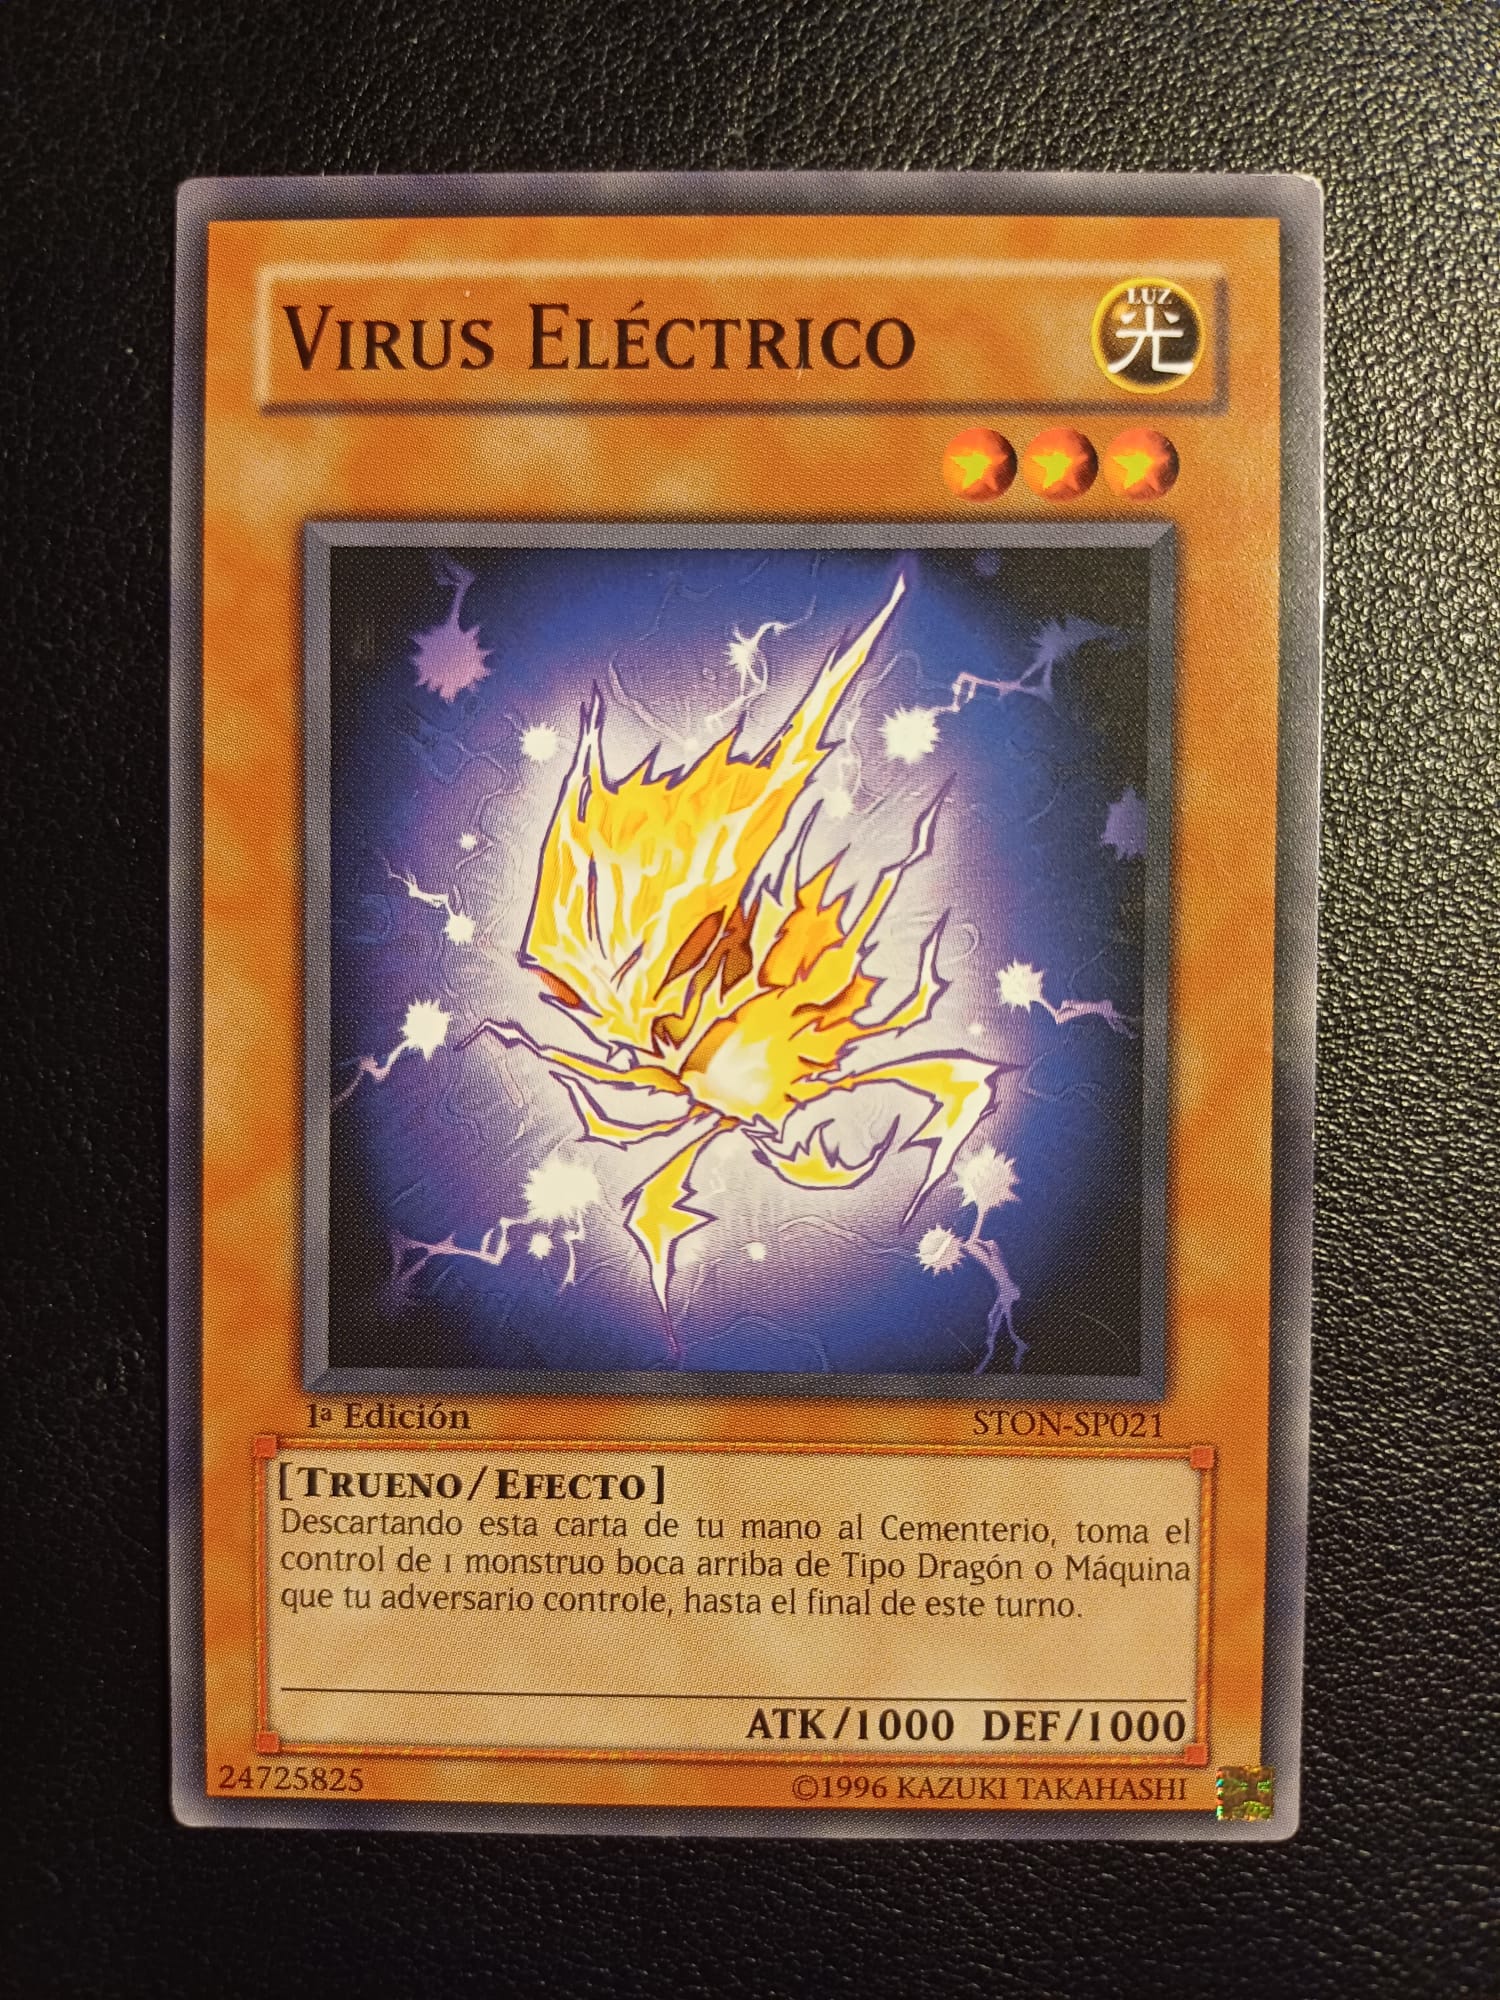 VIRUS ELÉCTRICO
LUZ
光
1ª Edición
STON-SP021
[TRUENO/EFECTO]
Descartando esta carta de tu mano al Cementerio, toma el
control de 1 monstruo boca arriba de Tipo Dragón o Máquina
que tu adversario controle, hasta el final de este turno.
ATK/1000 DEF/1000
24725825
©1996 KAZUKI TAKAHASHI